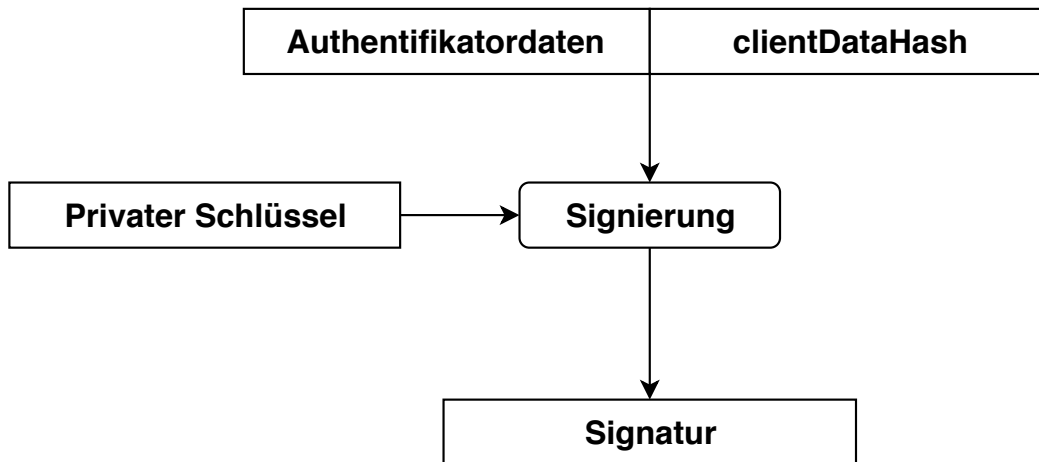 Authentifikatordaten
clientDataHash
Privater Schlüssel
Signierung
Signatur